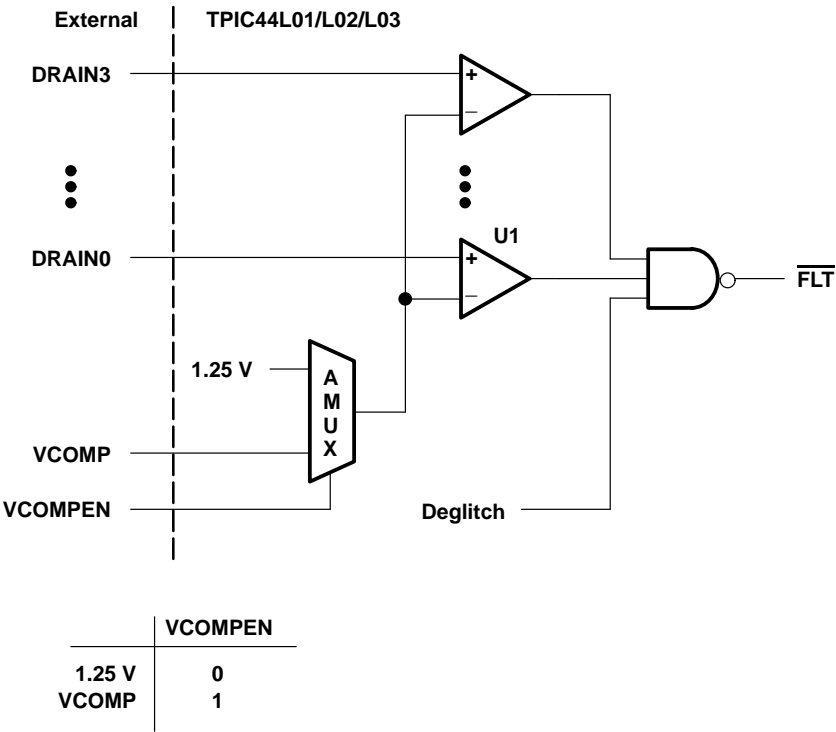 External TPIC44L01/L02/L03
DRAIN3
+
–
U1
DRAIN0
+
–
FLT
1.25 V
A
M
U
X
VCOMP
VCOMPEN
Deglitch
VCOMPEN
1.25 V 0
VCOMP 1